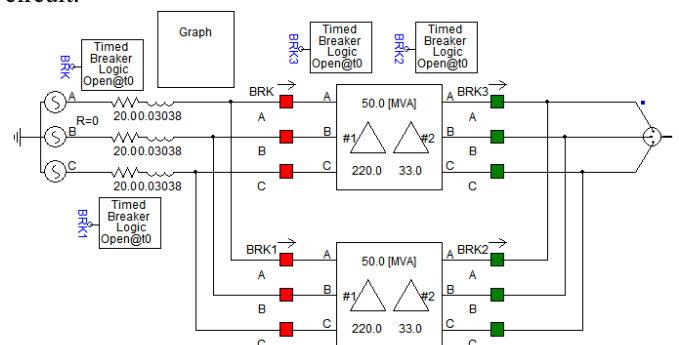 circuit.
Graph
BRK
Timed
Breaker
Logic
Open@t0
BRK3
Timed
Breaker
Logic
Open@t0
BRK2
Timed
Breaker
Logic
Open@t0
A
R=0
B
C
20.0 0.03038
20.0 0.03038
20.0 0.03038
BRK
A
B
C
50.0 [MVA]
A
B
C
#1
#2
A
B
C
220.0
33.0
BRK3
A
B
C
BRK1
Timed
Breaker
Logic
Open@t0
BRK1
A
B
C
50.0 [MVA]
A
B
C
#1
#2
A
B
C
220.0
33.0
BRK2
A
B
C